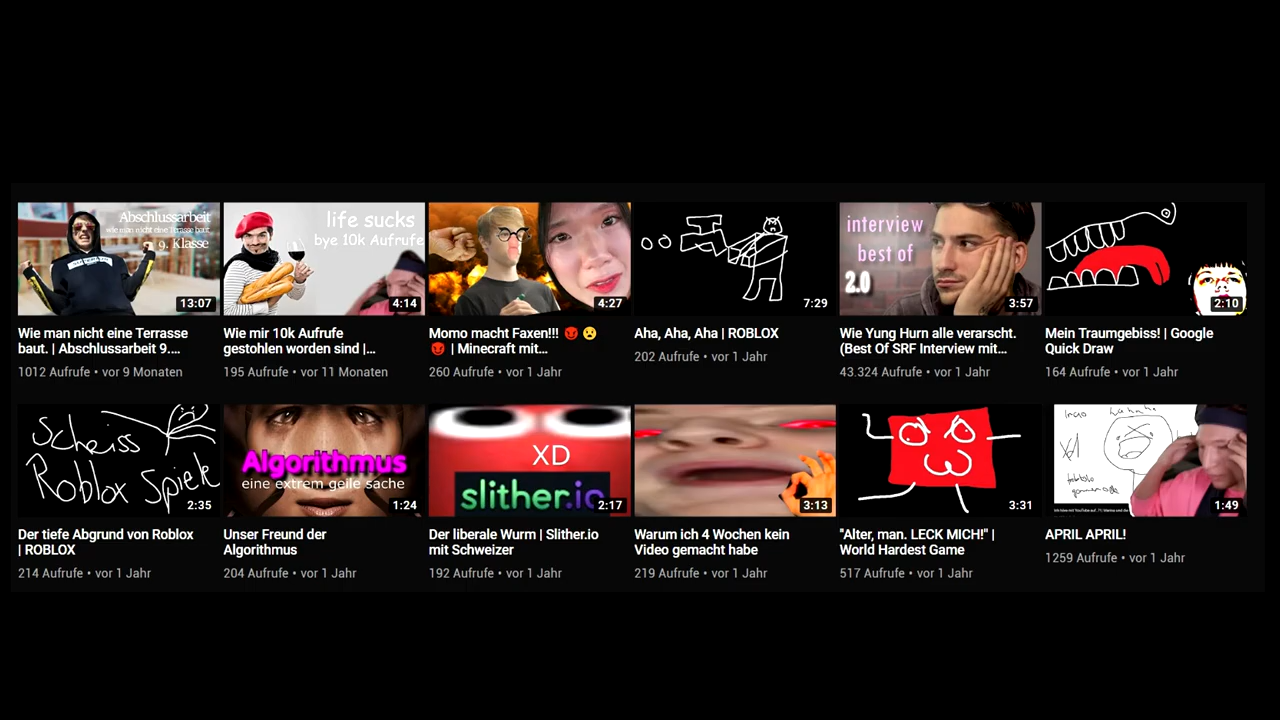 Abschlussarbeit
wie man nicht eine Terasse baut
9. Klasse
13:07
life sucks
bye 10k Aufrufe
4:14
4:27
7:29
interview
best of
2.0
3:57
2:10
Wie man nicht eine Terrasse
baut. | Abschlussarbeit 9....
1012 Aufrufe • vor 9 Monaten
Wie mir 10k Aufrufe
gestohlen worden sind |...
195 Aufrufe • vor 11 Monaten
Momo macht Faxen!!! 😈 😧
😈 | Minecraft mit...
260 Aufrufe • vor 1 Jahr
Aha, Aha, Aha | ROBLOX
202 Aufrufe • vor 1 Jahr
Wie Yung Hurn alle verarscht.
(Best Of SRF Interview mit...
43.324 Aufrufe • vor 1 Jahr
Mein Traumgebiss! | Google
Quick Draw
164 Aufrufe • vor 1 Jahr
Scheiss
Roblox Spiele
2:35
Algorithmus
eine extrem geile sache
1:24
XD
slither.io
2:17
3:13
3:31
XD
1:49
Der tiefe Abgrund von Roblox
| ROBLOX
214 Aufrufe • vor 1 Jahr
Unser Freund der
Algorithmus
204 Aufrufe • vor 1 Jahr
Der liberale Wurm | Slither.io
mit Schweizer
192 Aufrufe • vor 1 Jahr
Warum ich 4 Wochen kein
Video gemacht habe
219 Aufrufe • vor 1 Jahr
"Alter, man. LECK MICH!" |
World Hardest Game
517 Aufrufe • vor 1 Jahr
APRIL APRIL!
1259 Aufrufe • vor 1 Jahr